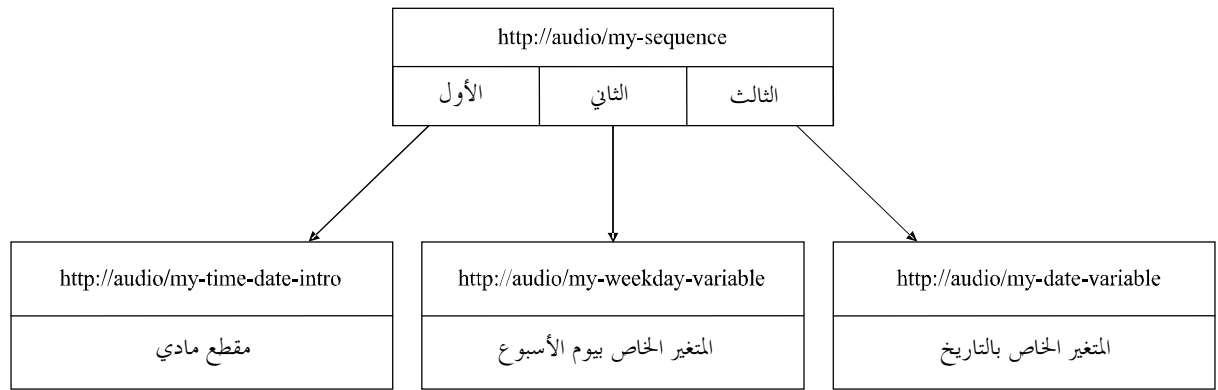 http://audio/my-sequence
الأول
الثاني
الثالث
http://audio/my-time-date-intro
مقطع مادي
http://audio/my-weekday-variable
المتغير الخاص بيوم الأسبوع
http://audio/my-date-variable
المتغير الخاص بالتاريخ